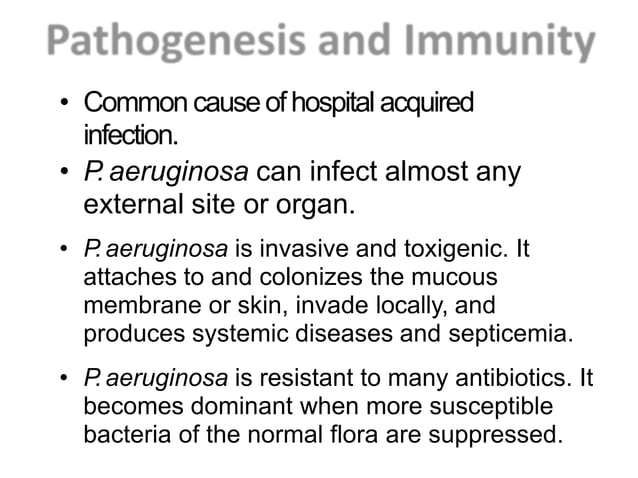 Pathogenesis and Immunity
• Common cause of hospital acquired
infection.
• P. aeruginosa can infect almost any
external site or organ.
• P. aeruginosa is invasive and toxigenic. It
attaches to and colonizes the mucous
membrane or skin, invade locally, and
produces systemic diseases and septicemia.
• P. aeruginosa is resistant to many antibiotics. It
becomes dominant when more susceptible
bacteria of the normal flora are suppressed.